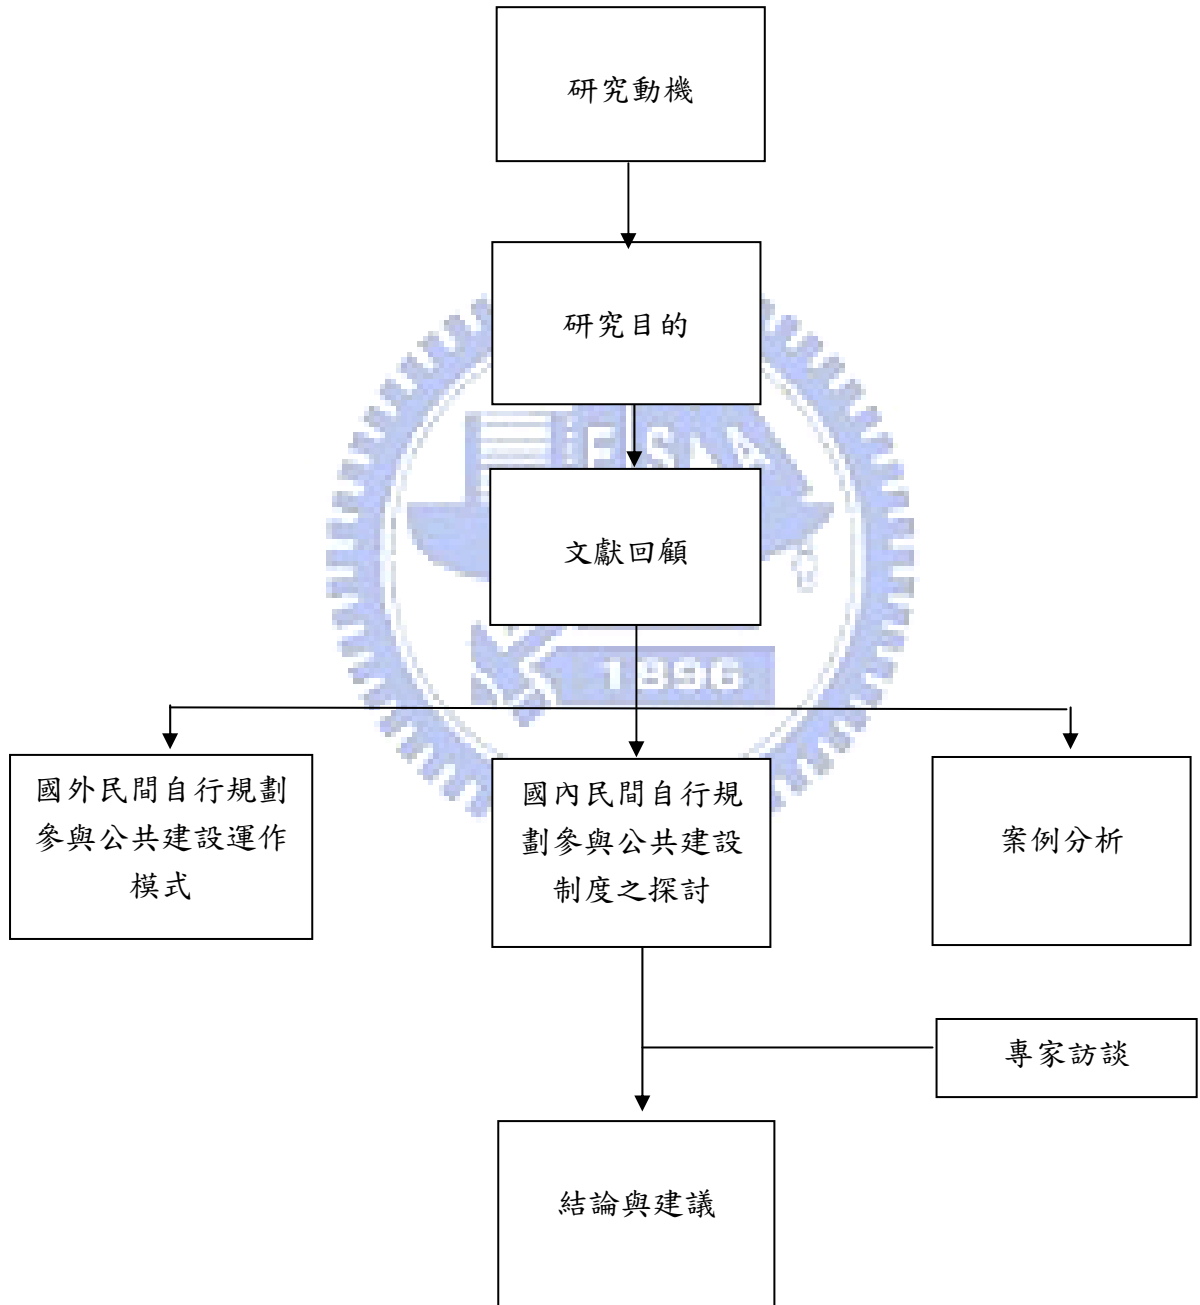 研究動機
研究目的
文獻回顧
1896
國外民間自行規劃
參與公共建設運作
模式
國內民間自行規
劃參與公共建設
制度之探討
案例分析
專家訪談
結論與建議